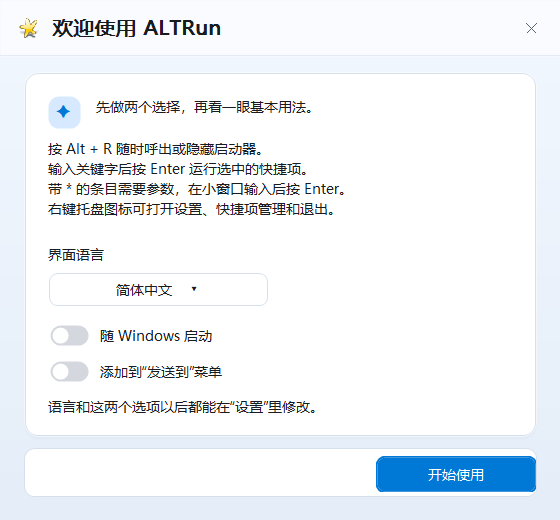 欢迎使用 ALTRun
先做两个选择，再看一眼基本用法。
按 Alt + R 随时呼出或隐藏启动器。
输入关键字后按 Enter 运行选中的快捷项。
带 * 的条目需要参数，在小窗口输入后按 Enter。
右键托盘图标可打开设置、快捷项管理和退出。
界面语言
简体中文
随 Windows 启动
添加到“发送到”菜单
语言和这两个选项以后都能在“设置”里修改。
开始使用